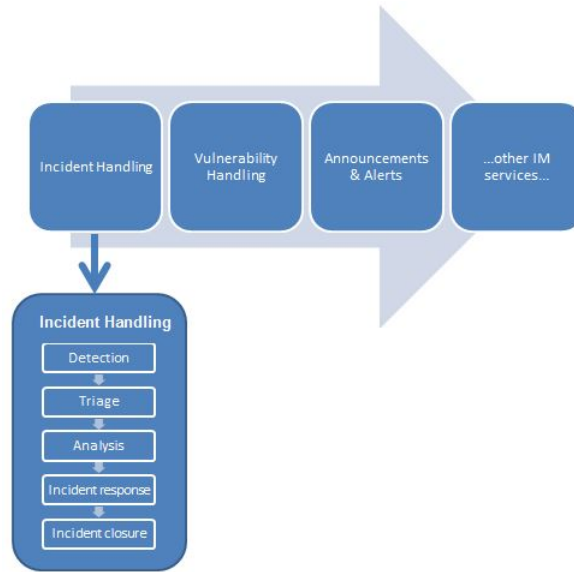 Incident Handling
Vulnerability
Handling
Announcements
& Alerts
...other IM
services...
Incident Handling
Detection
Triage
Analysis
Incident response
Incident closure